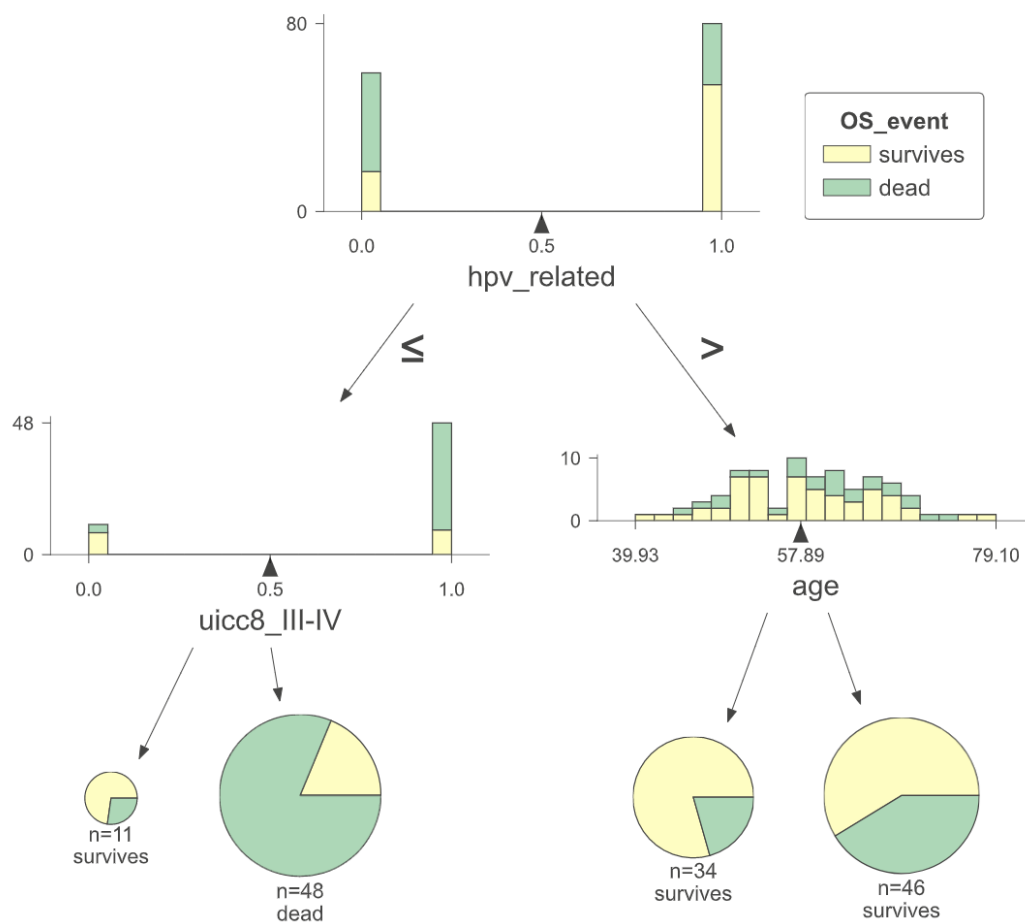 80
0
0.0
0.5
1.0
hpv_related
OS_event
survives
dead
≤
>
48
0
0.0
0.5
1.0
uicc8_III-IV
10
0
39.93
57.89
79.10
age
n=11
survives
n=48
dead
n=34
survives
n=46
survives